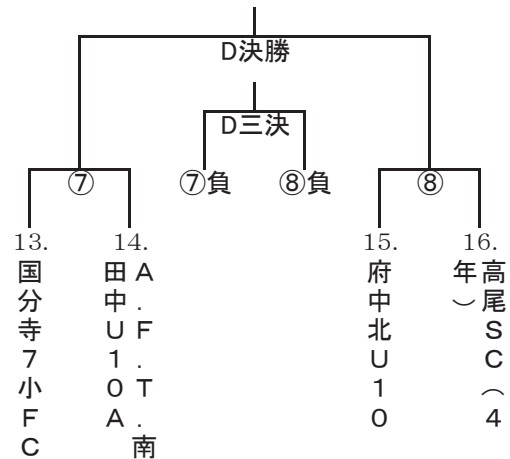 D決勝
D三決
⑦
⑦負
⑧負
⑧
13.
14.
15.
16.
国分寺7小FC
A.F.T.南
田中U10A
府中北U10
高尾SC(4
年)